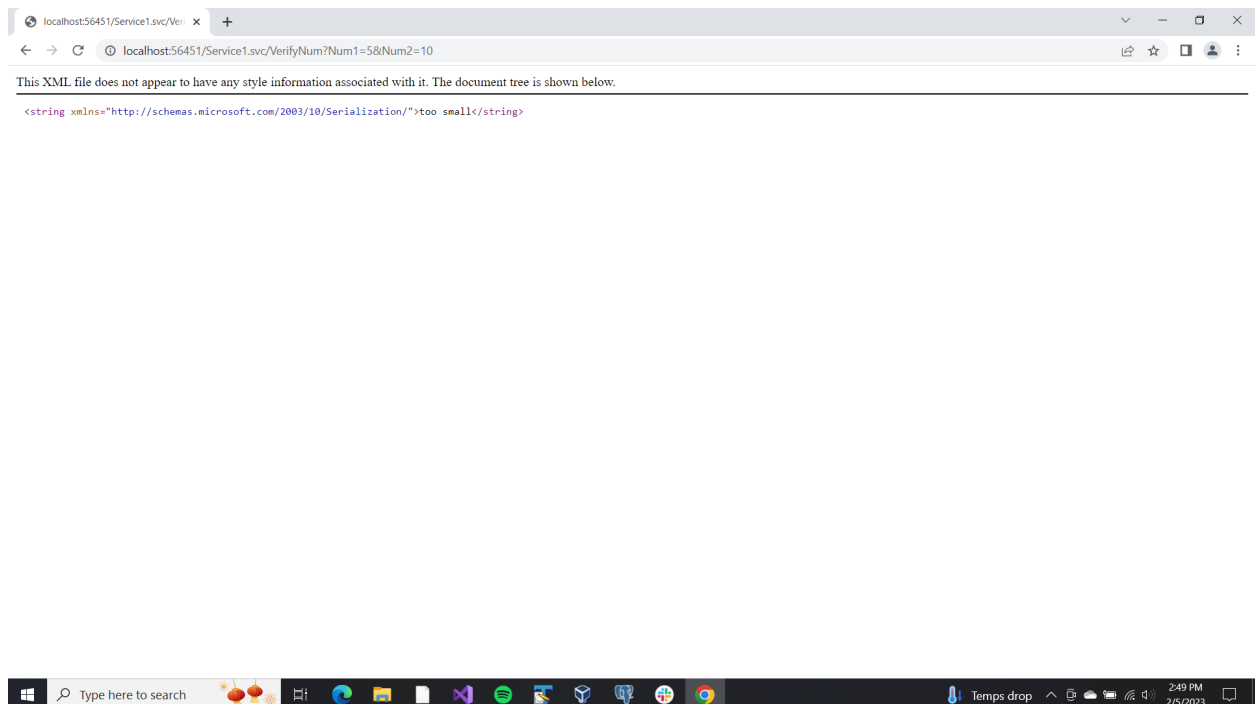 localhost:56451/Service1.svc/Veri
localhost:56451/Service1.svc/VerifyNum?Num1=5&Num2=10
This XML file does not appear to have any style information associated with it. The document tree is shown below.
<string xmlns="http://schemas.microsoft.com/2003/10/Serialization/">too small</string>
Type here to search
Temps drop
2:49 PM
2/5/2023